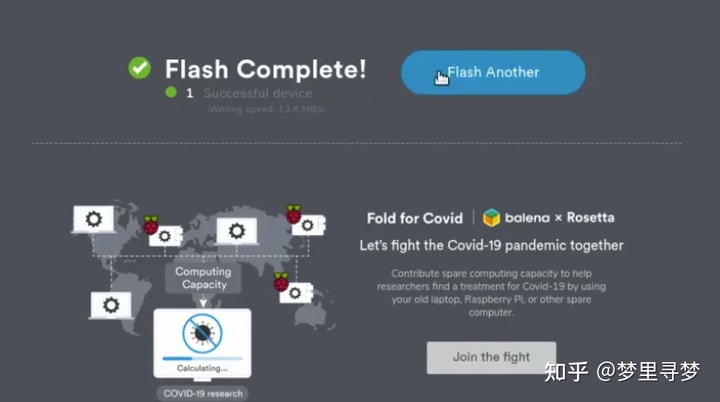 Flash Complete!
Flash Another
1 Successful device
Writing speed: 13.6 MB/s
Fold for Covid | balena × Rosetta
Let's fight the Covid-19 pandemic together
Contribute spare computing capacity to help
researchers find a treatment for Covid-19 by using
your old laptop, Raspberry Pi, or other spare
computer.
Join the fight
Computing
Capacity
Calculating...
COVID-19 research
知乎 @梦里寻梦